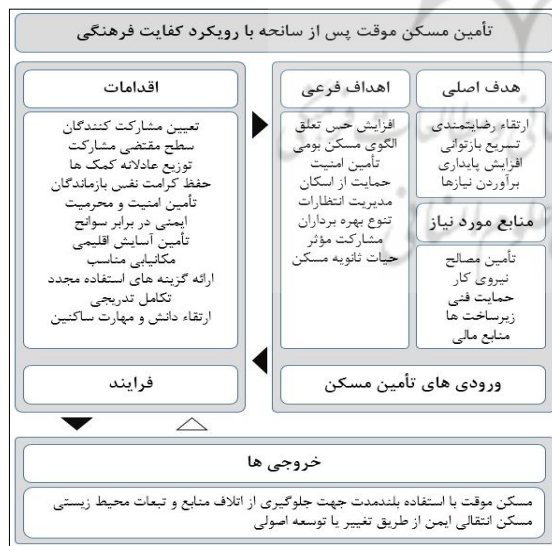 تأمین مسکن موقت پس از سانحه با رویکرد کفایت فرهنگی
هدف اصلی
ارتقاء رضایتمندی
تسریع بازتوانی
افزایش پایداری
برآوردن نیازها
منابع مورد نیاز
تأمین مصالح
نیروی کار
حمایت فنی
زیرساخت ها
منابع مالی
اهداف فرعی
افزایش حس تعلق
الگوی مسکن بومی
تأمین امنیت
حمایت از اسکان
مدیریت انتظارات
تنوع بهره برداران
مشارکت مؤثر
حیات ثانویه مسکن
ورودی های تأمین مسکن
اقدامات
تعیین مشارکت کنندگان
سطح مقتضی مشارکت
توزیع عادلانه کمک ها
حفظ کرامت نفس بازماندگان
تأمین امنیت و محرمیت
ایمنی در برابر سوانح
تأمین آسایش اقلیمی
مکانیابی مناسب
ارائه گزینه های استفاده مجدد
تکامل تدریجی
ارتقاء دانش و مهارت ساکنین
فرایند
خروجی ها
مسکن موقت با استفاده بلندمدت جهت جلوگیری از اتلاف منابع و تبعات محیط زیستی
مسکن انتقالی ایمن از طریق تغییر یا توسعه اصولی